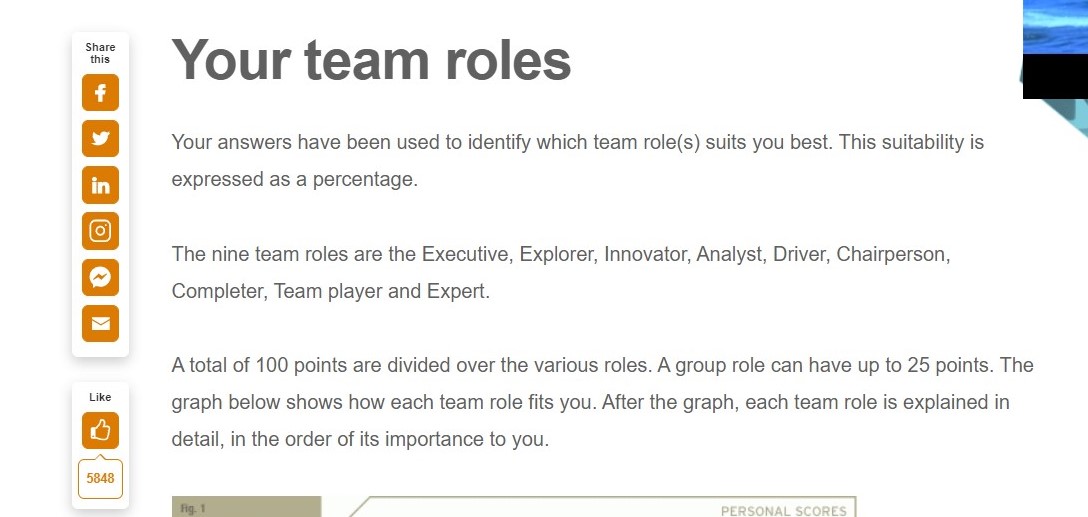 Share
this
Like
5848
Your team roles
Your answers have been used to identify which team role(s) suits you best. This suitability is
expressed as a percentage.
The nine team roles are the Executive, Explorer, Innovator, Analyst, Driver, Chairperson,
Completer, Team player and Expert.
A total of 100 points are divided over the various roles. A group role can have up to 25 points. The
graph below shows how each team role fits you. After the graph, each team role is explained in
detail, in the order of its importance to you.
Fig. 1
PERSONAL SCORES